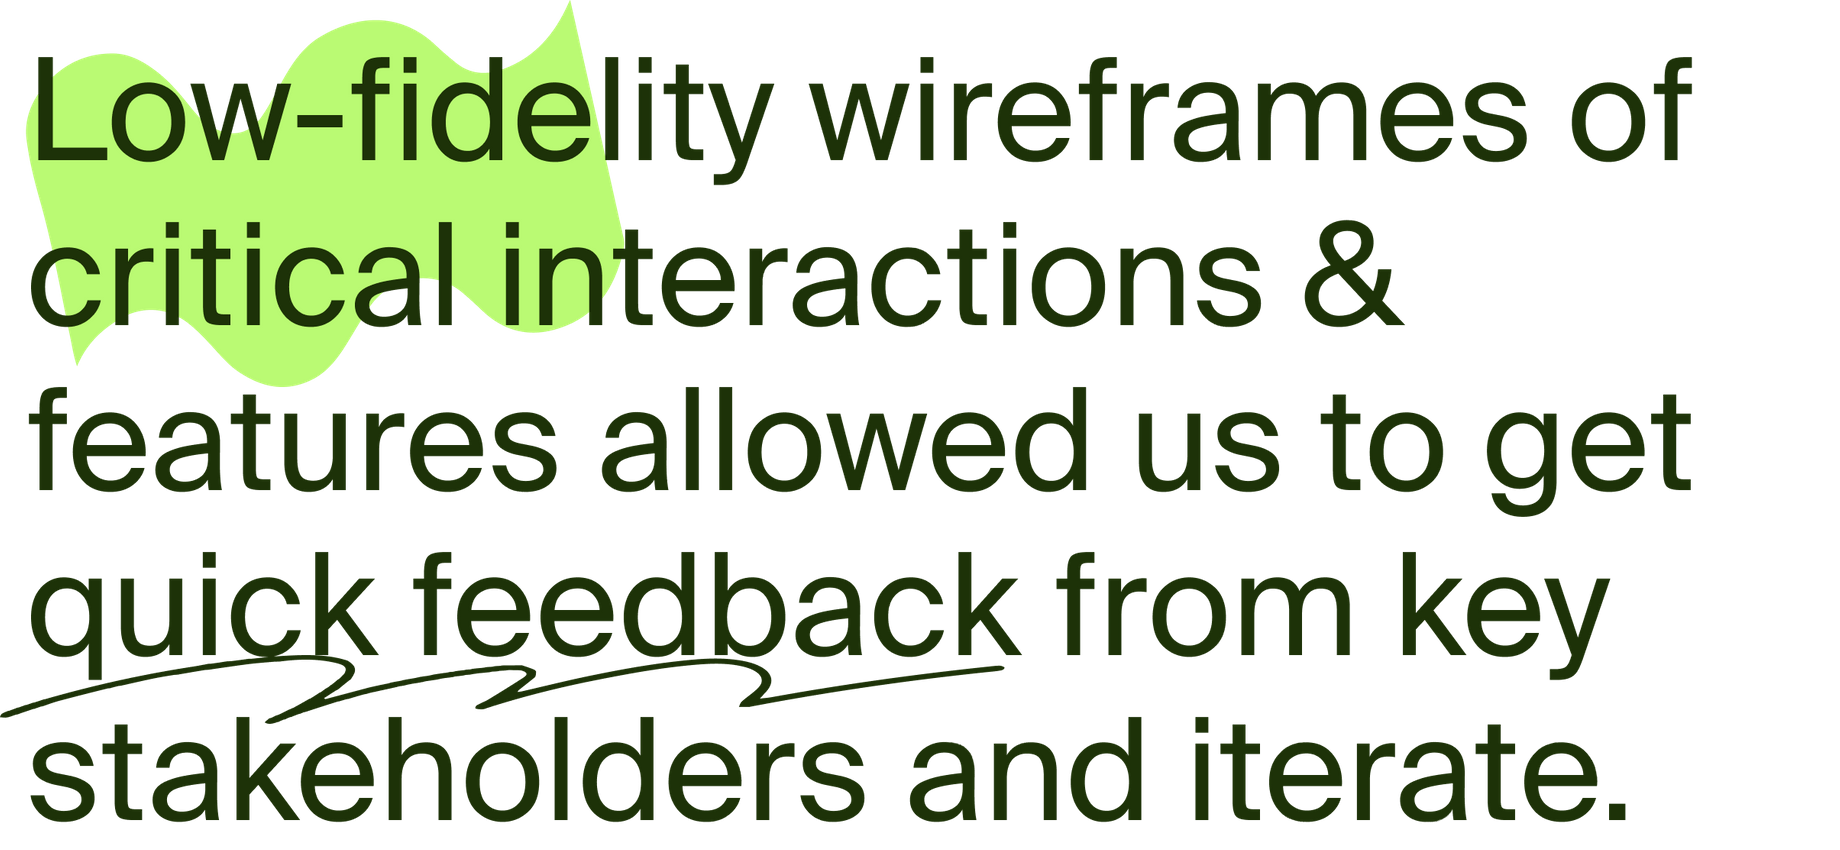 Low-fidelity wireframes of
critical interactions &
features allowed us to get
quick feedback from key
stakeholders and iterate.